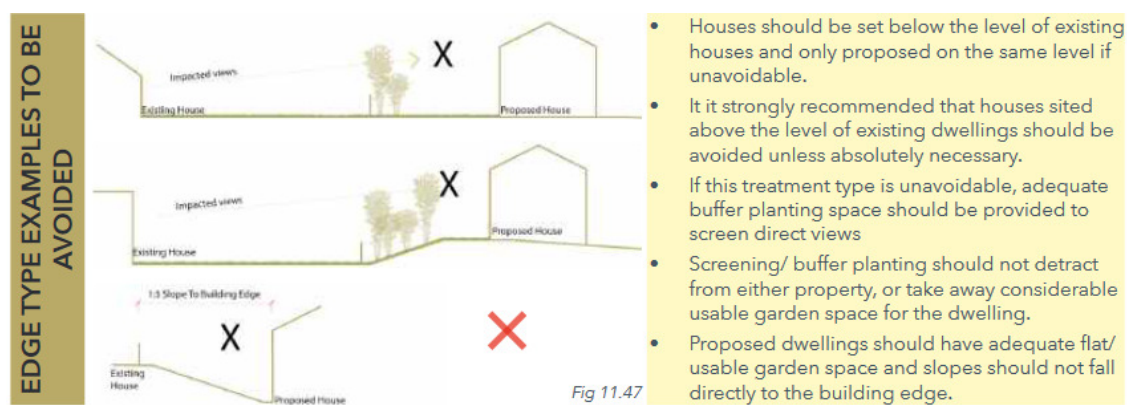 EDGE TYPE EXAMPLES TO BE
AVOIDED
Impacted views
X
Existing House
Proposed House
Impacted views
X
Existing House
Proposed House
1:3 Slope To Building Edge
X
Existing
House
Proposed House
Fig 11.47
• Houses should be set below the level of existing
houses and only proposed on the same level if
unavoidable.
• It it strongly recommended that houses sited
above the level of existing dwellings should be
avoided unless absolutely necessary.
• If this treatment type is unavoidable, adequate
buffer planting space should be provided to
screen direct views
• Screening/ buffer planting should not detract
from either property, or take away considerable
usable garden space for the dwelling.
• Proposed dwellings should have adequate flat/
usable garden space and slopes should not fall
directly to the building edge.